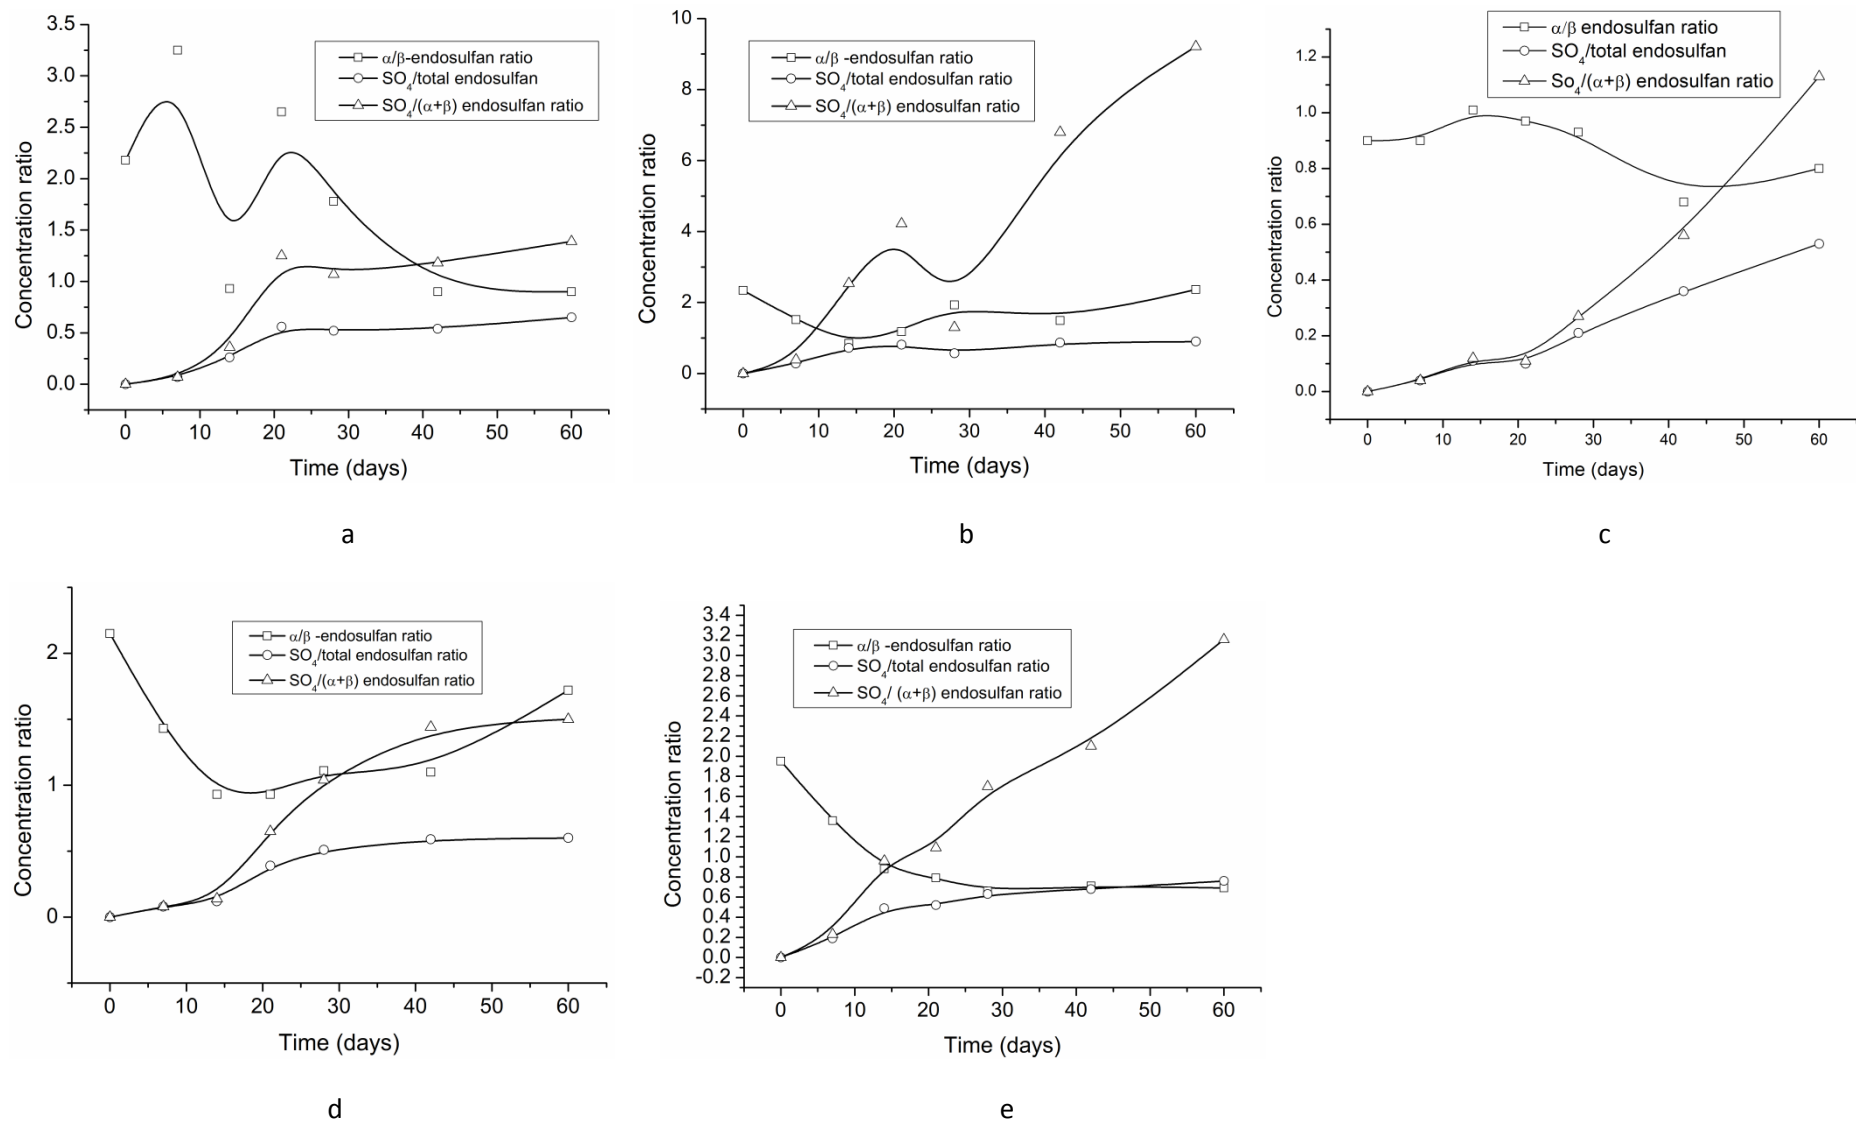 3.5
3.0
2.5
2.0
1.5
1.0
0.5
0.0
Concentration ratio
α/β-endosulfan ratio
SO4/total endosulfan
SO4/(α+β) endosulfan ratio
0 10 20 30 40 50 60
Time (days)
a
10
8
6
4
2
0
Concentration ratio
α/β -endosulfan ratio
SO4/total endosulfan ratio
SO4/(α+β) endosulfan ratio
0 10 20 30 40 50 60
Time (days)
b
1.2
1.0
0.8
0.6
0.4
0.2
0.0
Concentration ratio
α/β endosulfan ratio
SO4/total endosulfan
So4/(α+β) endosulfan ratio
0 10 20 30 40 50 60
Time (days)
c
2
1
0
Concentration ratio
α/β -endosulfan ratio
SO4/total endosulfan ratio
SO4/(α+β) endosulfan ratio
0 10 20 30 40 50 60
Time (days)
d
3.4
3.2
3.0
2.8
2.6
2.4
2.2
2.0
1.8
1.6
1.4
1.2
1.0
0.8
0.6
0.4
0.2
0.0
-0.2
Concentration ratio
α/β -endosulfan ratio
SO4/total endosulfan ratio
SO4/ (α+β) endosulfan ratio
0 10 20 30 40 50 60
Time (days)
e